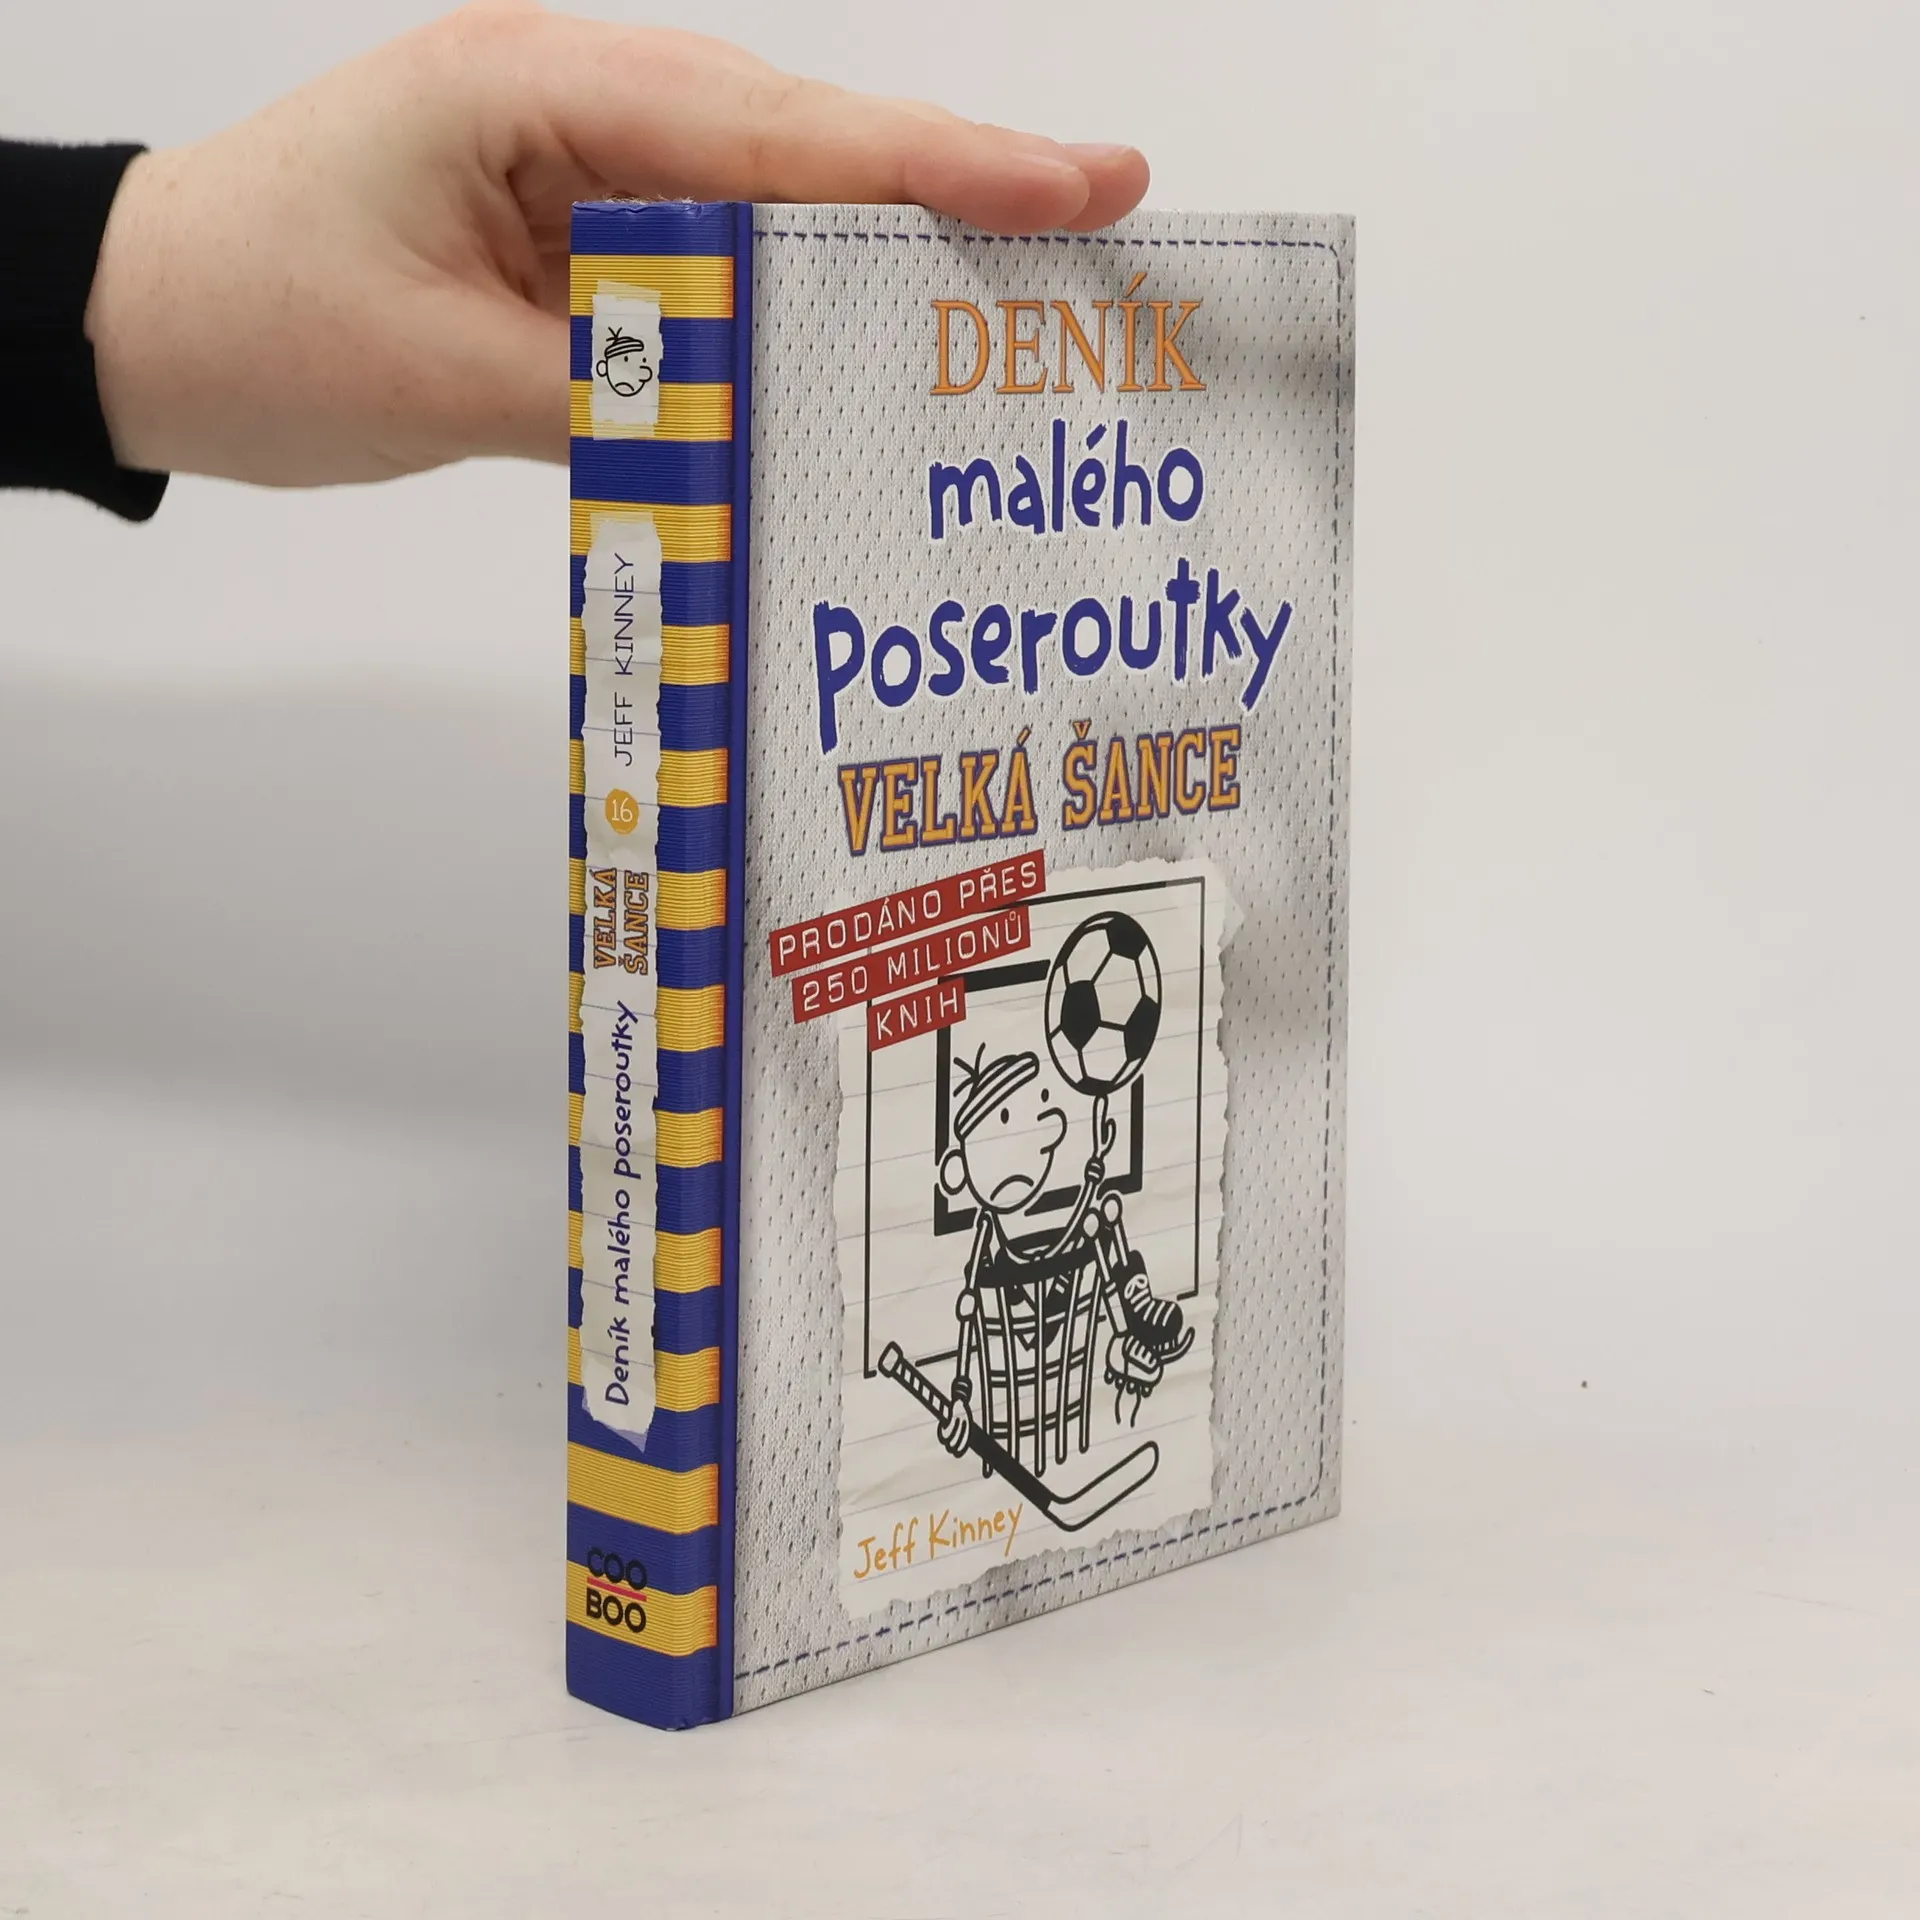 DENÍK
malého
poseroutky
VELKÁ ŠANCE
PRODÁNO PŘES
250 MILIONŮ
KNIH
Jeff Kinney
Deník malého poseroutky
VELKÁ
ŠANCE
16
JEFF KINNEY
COO
BOO